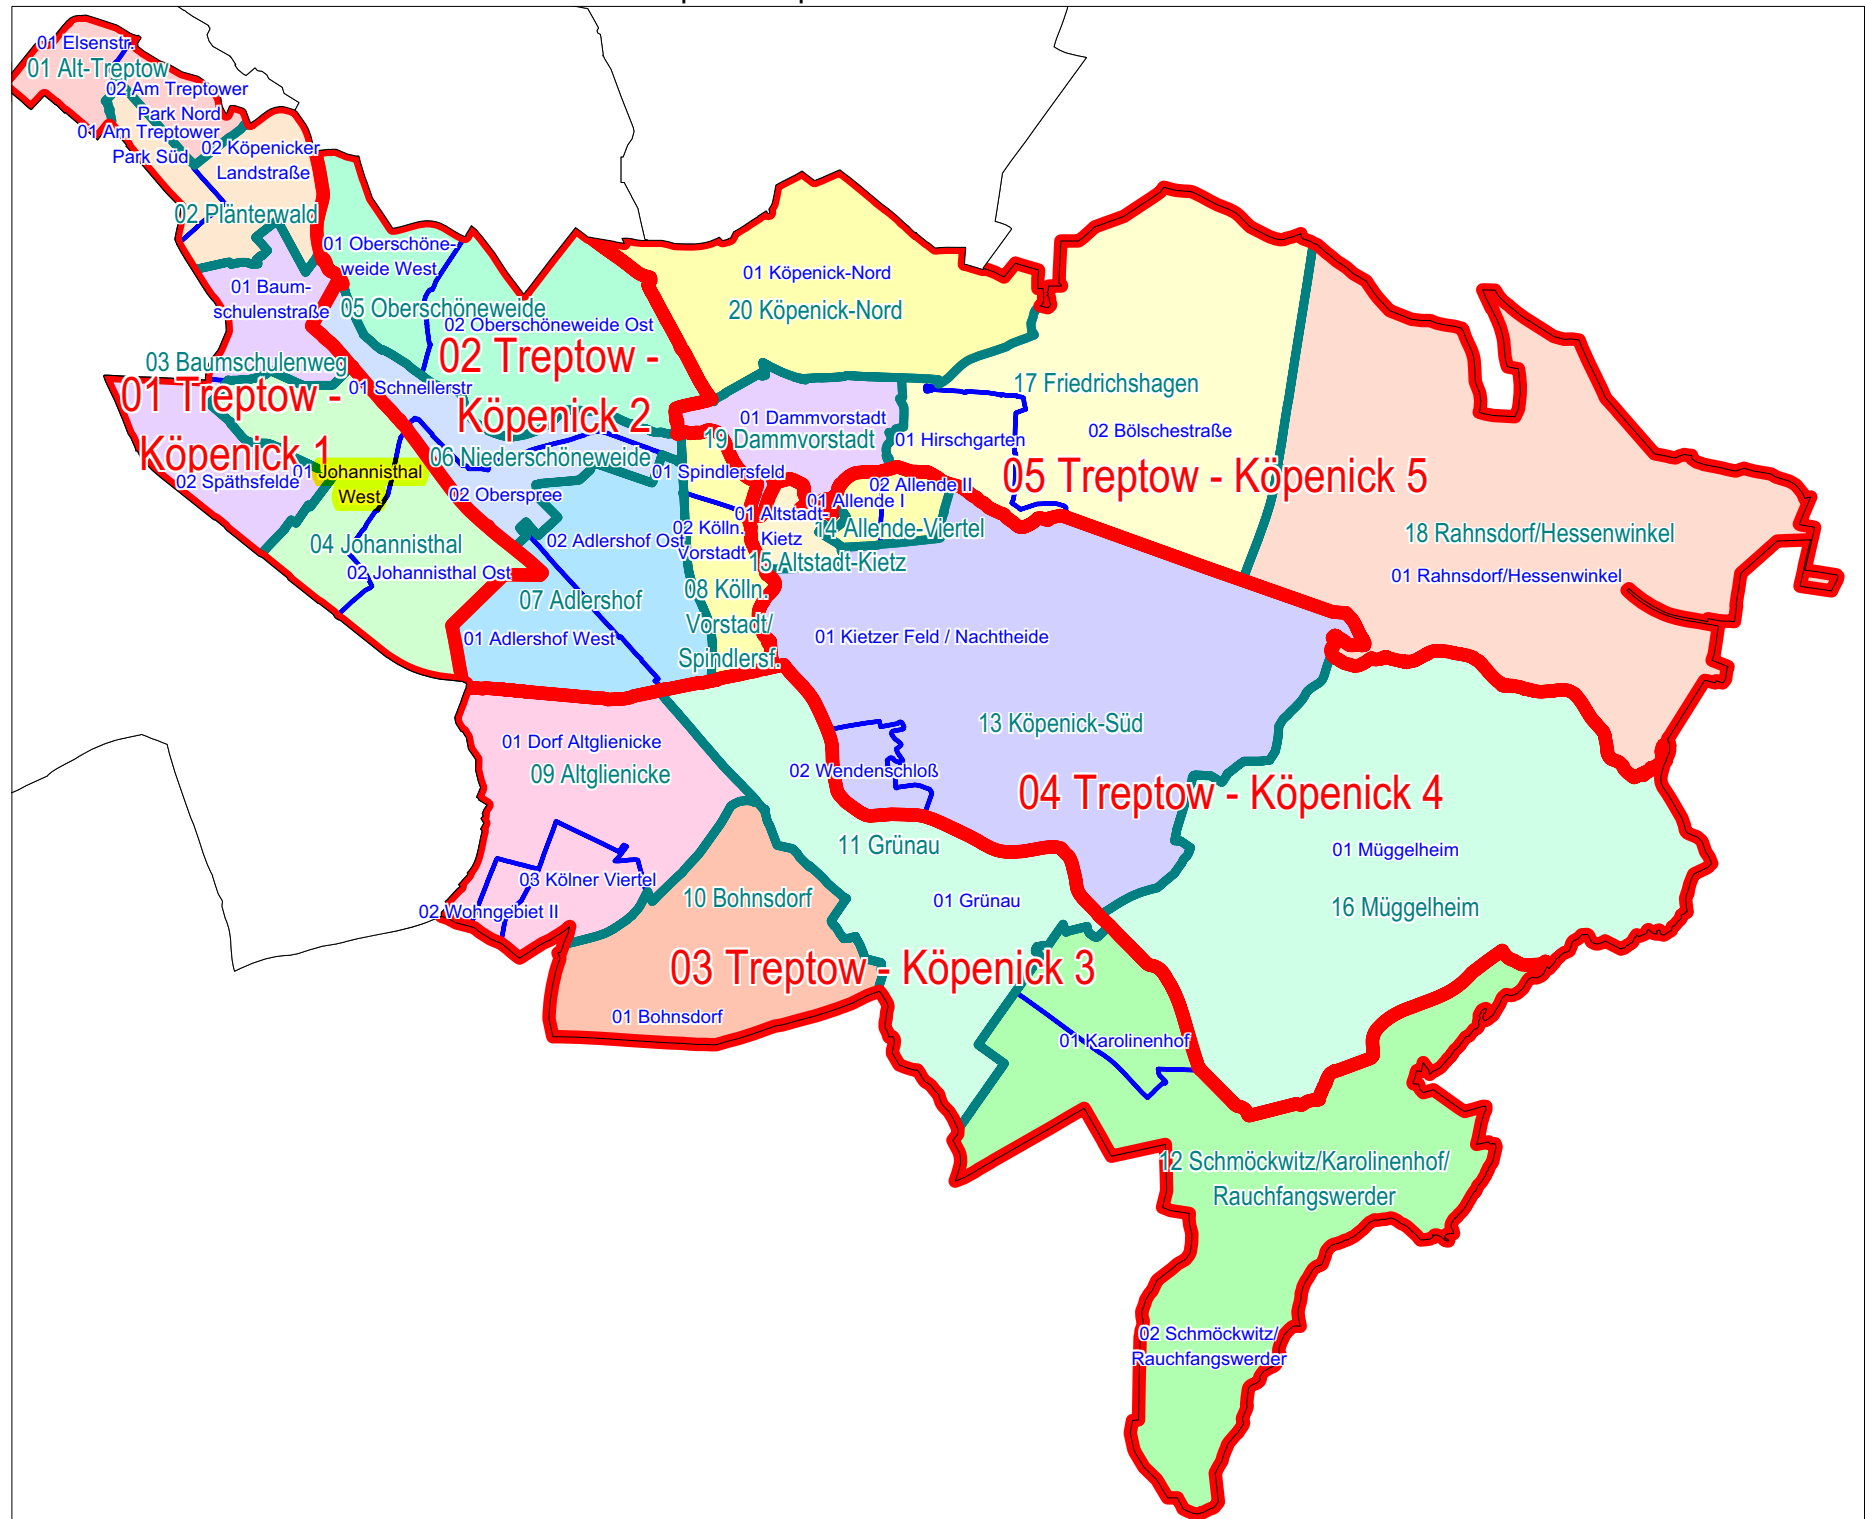 01 Elsenstr.
01 Alt-Treptow
02 Am Treptower
Park Nord
01 Am Treptower
Park Süd
02 Köpenicker
Landstraße
02 Plänterwald
01 Baum-
schulenstraße
03 Baumschulenweg
01 Treptow -
Köpenick 1
02 Späthsfelde
01 Johannisthal
West
04 Johannisthal
02 Johannisthal Ost
01 Oberschöne-
weide West
05 Oberschöneweide
02 Oberschöneweide Ost
02 Treptow -
Köpenick 2
01 Schnellerstr
06 Niederschöneweide
02 Oberspree
02 Adlershof Ost
07 Adlershof
01 Adlershof West
01 Spindlersfeld
02 Kölln.
Vorstadt
08 Kölln.
Vorstadt/
Spindlersf.
01 Köpenick-Nord
20 Köpenick-Nord
01 Dammvorstadt
19 Dammvorstadt
01 Hirschgarten
17 Friedrichshagen
02 Bölschestraße
05 Treptow - Köpenick 5
18 Rahnsdorf/Hessenwinkel
01 Rahnsdorf/Hessenwinkel
02 Allende II
01 Allende I
14 Allende-Viertel
01 Altstadt-
Kietz
15 Altstadt-Kietz
01 Kietzer Feld / Nachtheide
13 Köpenick-Süd
02 Wendenschloß
04 Treptow - Köpenick 4
01 Müggelheim
16 Müggelheim
01 Dorf Altglienicke
09 Altglienicke
03 Kölner Viertel
02 Wohngebiet II
10 Bohnsdorf
01 Bohnsdorf
11 Grünau
01 Grünau
03 Treptow - Köpenick 3
01 Karolinenhof
12 Schmöckwitz/Karolinenhof/
Rauchfangswerder
02 Schmöckwitz/
Rauchfangswerder